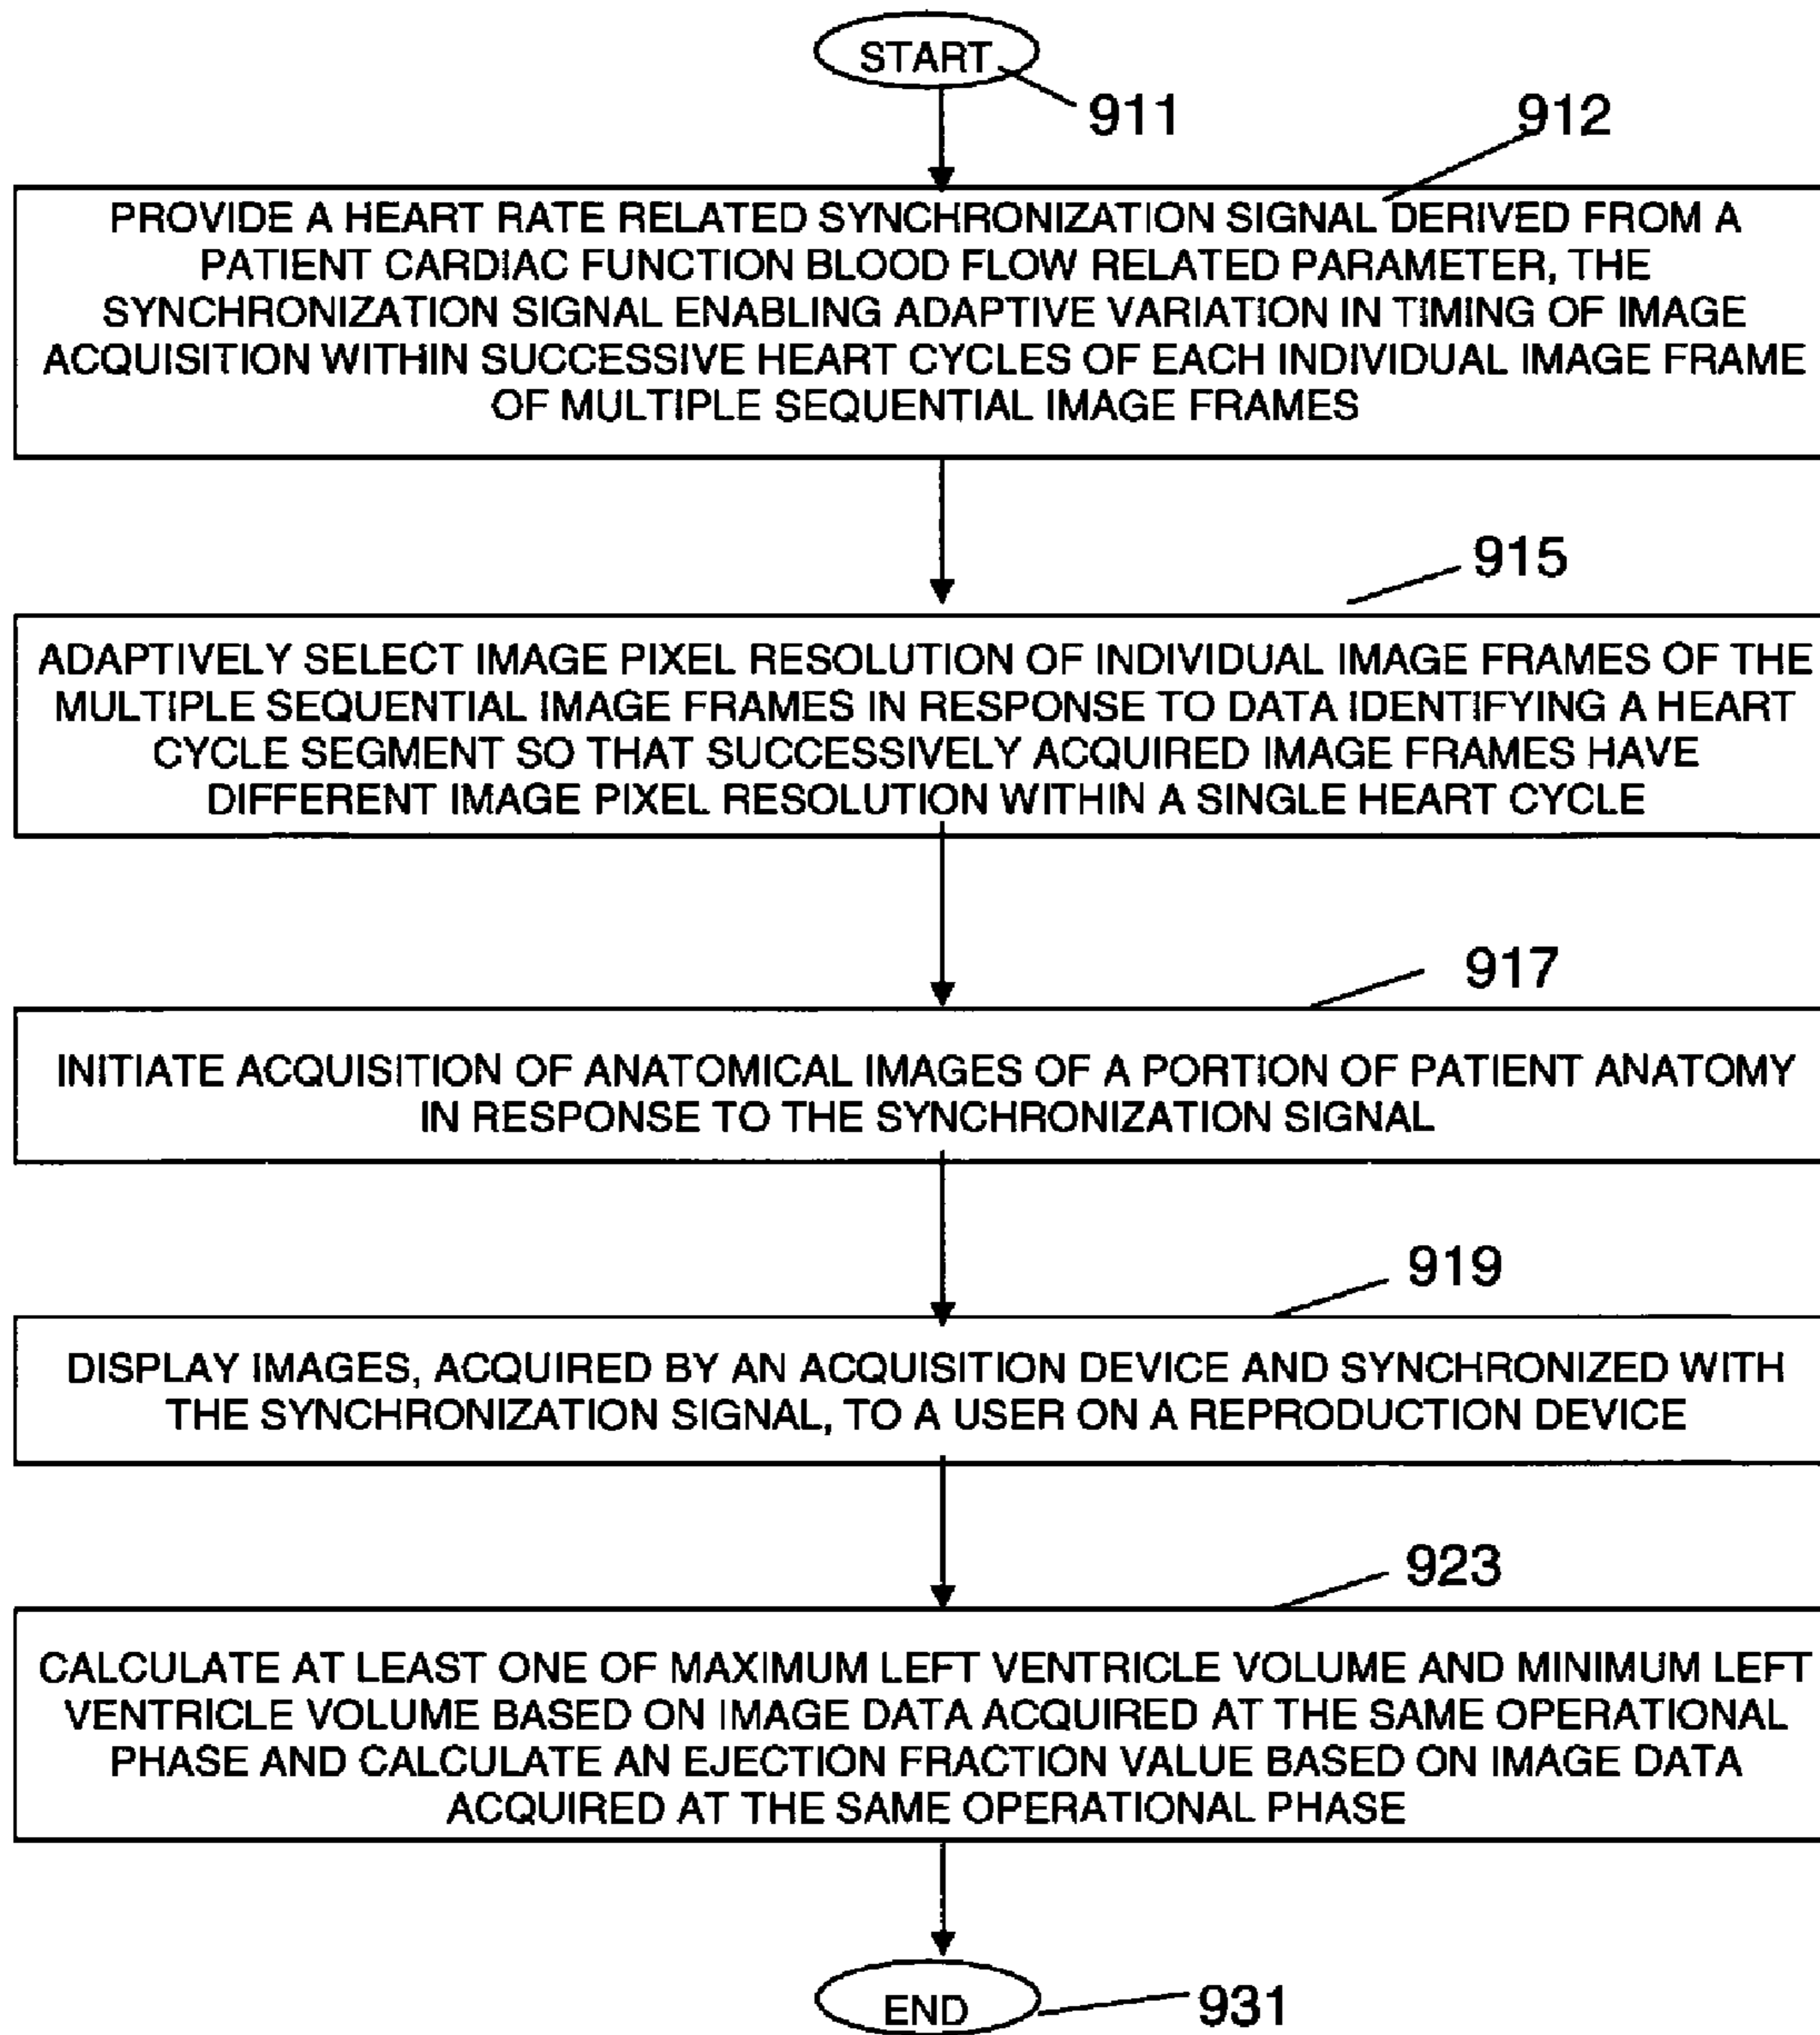 START
911
912
PROVIDE A HEART RATE RELATED SYNCHRONIZATION SIGNAL DERIVED FROM A
PATIENT CARDIAC FUNCTION BLOOD FLOW RELATED PARAMETER, THE
SYNCHRONIZATION SIGNAL ENABLING ADAPTIVE VARIATION IN TIMING OF IMAGE
ACQUISITION WITHIN SUCCESSIVE HEART CYCLES OF EACH INDIVIDUAL IMAGE FRAME
OF MULTIPLE SEQUENTIAL IMAGE FRAMES
915
ADAPTIVELY SELECT IMAGE PIXEL RESOLUTION OF INDIVIDUAL IMAGE FRAMES OF THE
MULTIPLE SEQUENTIAL IMAGE FRAMES IN RESPONSE TO DATA IDENTIFYING A HEART
CYCLE SEGMENT SO THAT SUCCESSIVELY ACQUIRED IMAGE FRAMES HAVE
DIFFERENT IMAGE PIXEL RESOLUTION WITHIN A SINGLE HEART CYCLE
917
INITIATE ACQUISITION OF ANATOMICAL IMAGES OF A PORTION OF PATIENT ANATOMY
IN RESPONSE TO THE SYNCHRONIZATION SIGNAL
919
DISPLAY IMAGES, ACQUIRED BY AN ACQUISITION DEVICE AND SYNCHRONIZED WITH
THE SYNCHRONIZATION SIGNAL, TO A USER ON A REPRODUCTION DEVICE
923
CALCULATE AT LEAST ONE OF MAXIMUM LEFT VENTRICLE VOLUME AND MINIMUM LEFT
VENTRICLE VOLUME BASED ON IMAGE DATA ACQUIRED AT THE SAME OPERATIONAL
PHASE AND CALCULATE AN EJECTION FRACTION VALUE BASED ON IMAGE DATA
ACQUIRED AT THE SAME OPERATIONAL PHASE
END
931